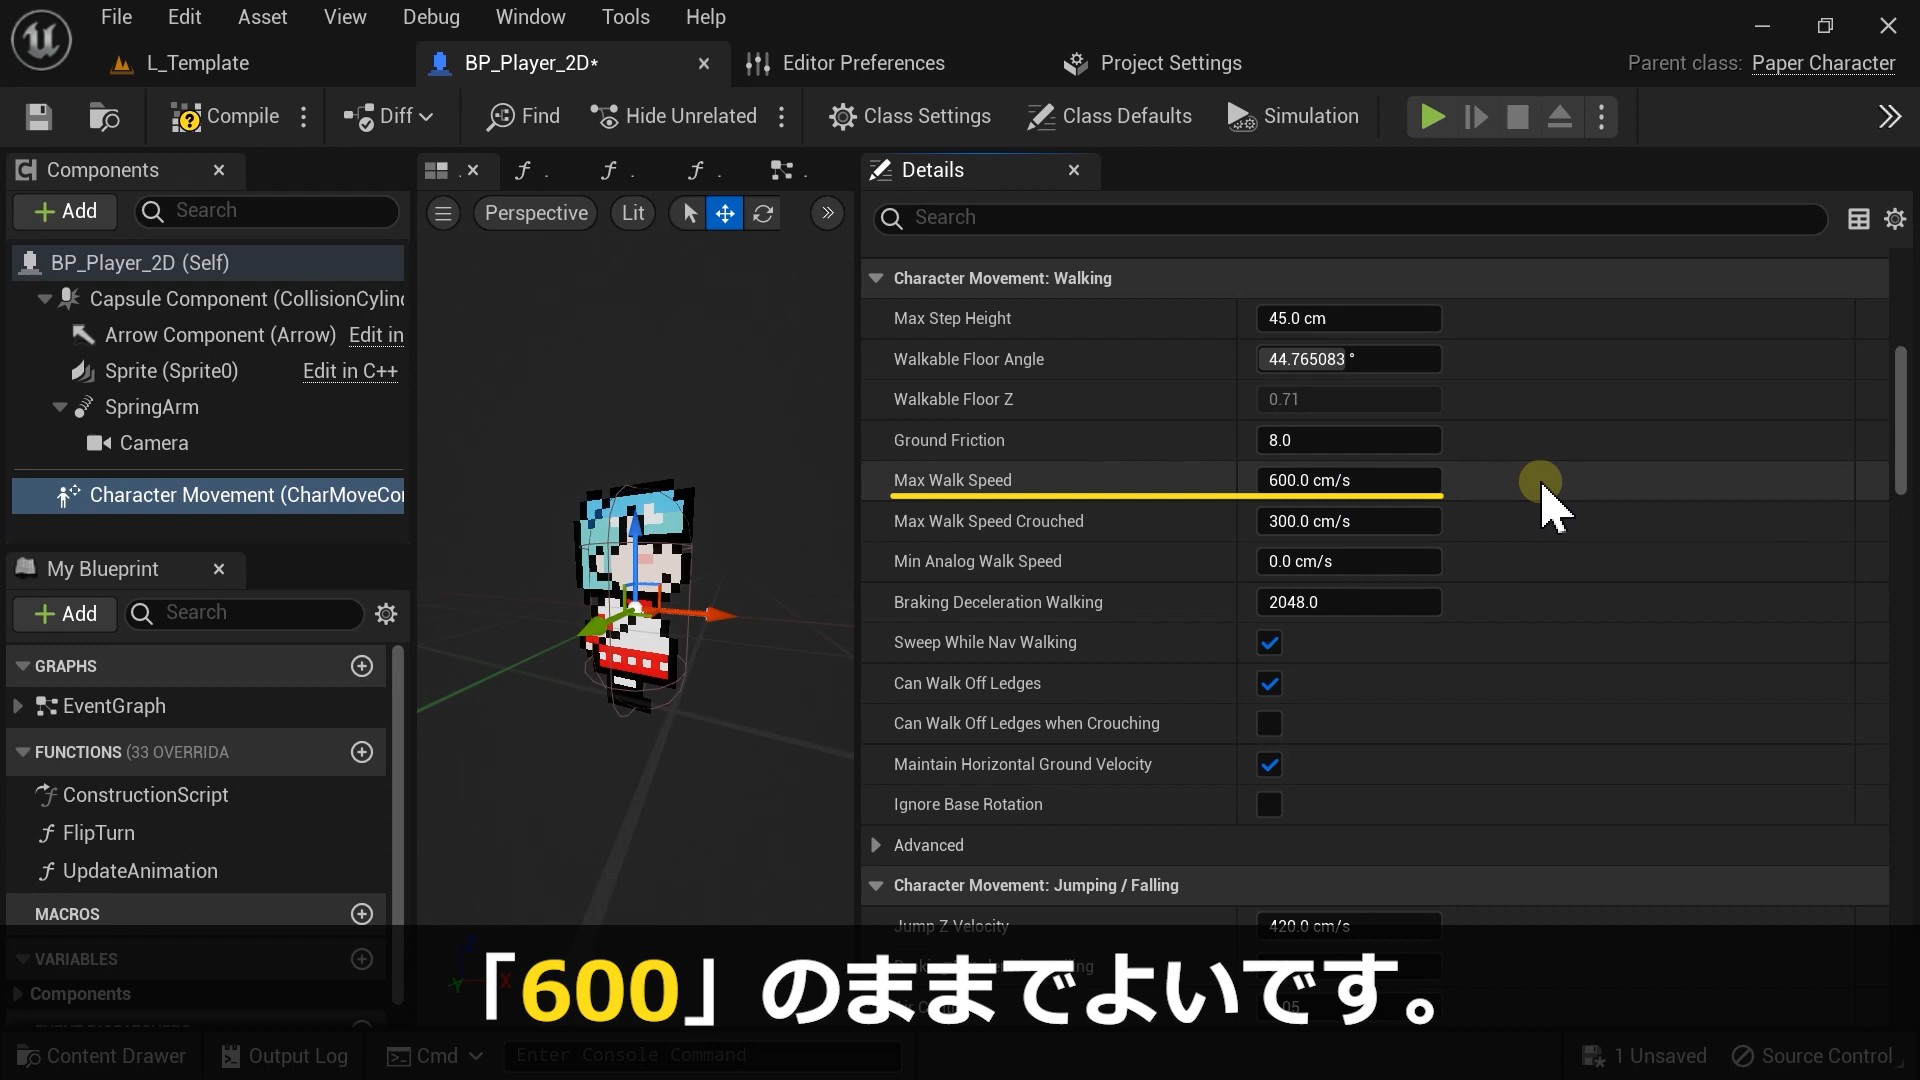 File Edit Asset View Debug Window Tools Help
L_Template BP_Player_2D* Editor Preferences Project Settings Parent class: Paper Character
Compile Diff Find Hide Unrelated Class Settings Class Defaults Simulation
Components
Add Search
BP_Player_2D (Self)
Capsule Component (CollisionCylind
Arrow Component (Arrow) Edit in
Sprite (Sprite0) Edit in C++
SpringArm
Camera
Character Movement (CharMoveCor
My Blueprint
Add Search
GRAPHS
EventGraph
FUNCTIONS (33 OVERRIDA
ConstructionScript
FlipTurn
UpdateAnimation
MACROS
VARIABLES
Components
Perspective Lit
Details
Search
Character Movement: Walking
Max Step Height 45.0 cm
Walkable Floor Angle 44.765083 °
Walkable Floor Z 0.71
Ground Friction 8.0
Max Walk Speed 600.0 cm/s
Max Walk Speed Crouched 300.0 cm/s
Min Analog Walk Speed 0.0 cm/s
Braking Deceleration Walking 2048.0
Sweep While Nav Walking
Can Walk Off Ledges
Can Walk Off Ledges when Crouching
Maintain Horizontal Ground Velocity
Ignore Base Rotation
Advanced
Character Movement: Jumping / Falling
Jump Z Velocity 420.0 cm/s
「600」のままでよいです。
Content Drawer Output Log Cmd Enter Console Command 1 Unsaved Source Control